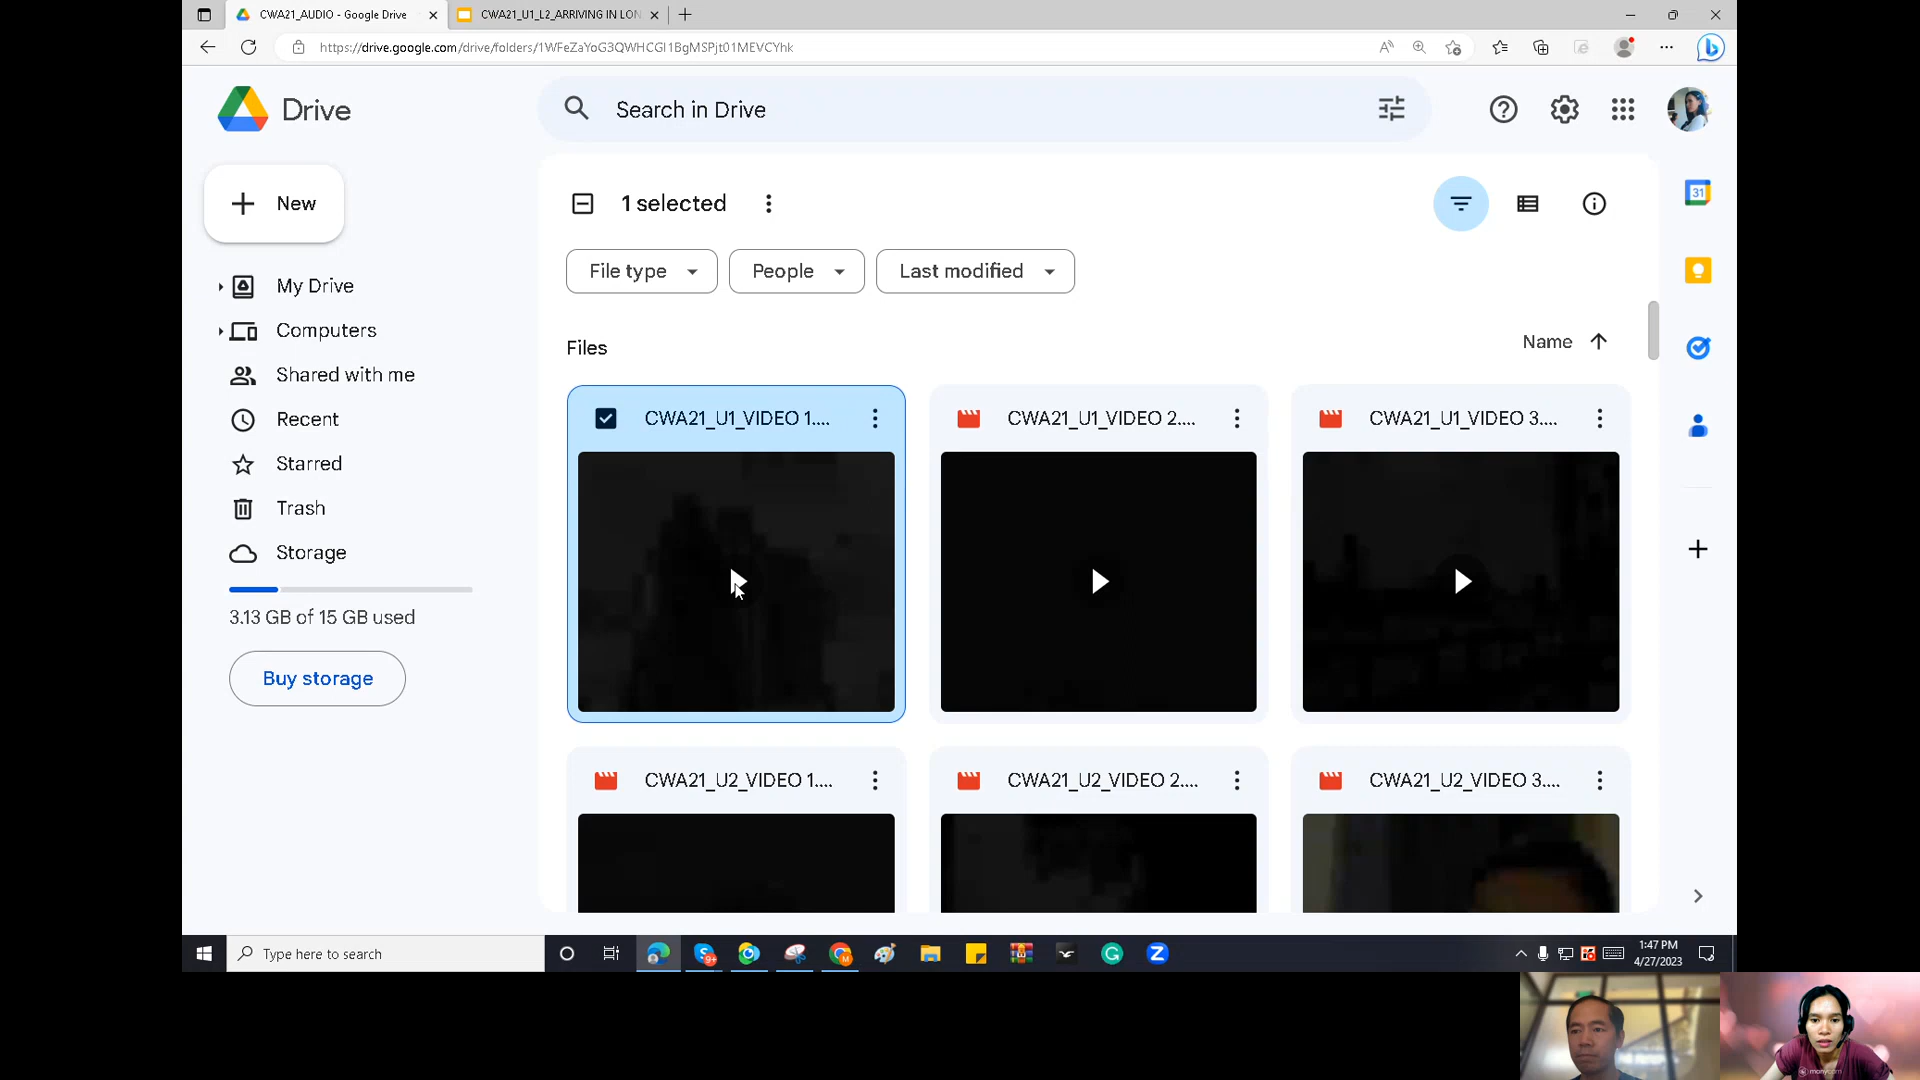 CWA21_AUDIO - Google Drive
CWA21_U1_L2_ARRIVING IN LON
https://drive.google.com/drive/folders/1WFeZaYoG3QWHCGl1BgMSPjt01MEVCYhk
Drive
Search in Drive
New
1 selected
File type
People
Last modified
31
My Drive
Computers
Shared with me
Recent
Starred
Trash
Storage
3.13 GB of 15 GB used
Buy storage
Files
Name
CWA21_U1_VIDEO 1....
CWA21_U1_VIDEO 2....
CWA21_U1_VIDEO 3....
CWA21_U2_VIDEO 1....
CWA21_U2_VIDEO 2....
CWA21_U2_VIDEO 3....
Type here to search
9+
1:47 PM
4/27/2023